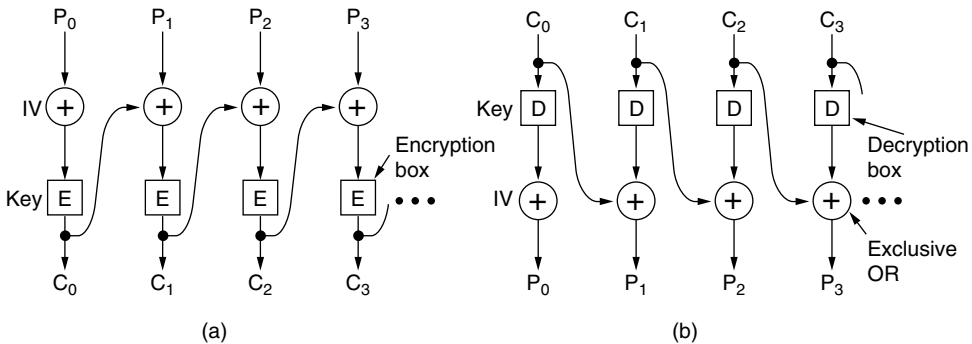 P0 P1 P2 P3
IV + + + +
Encryption
box
Key E E E E
C0 C1 C2 C3
(a)
C0 C1 C2 C3
Key D D D D
Decryption
box
IV + + + +
Exclusive
OR
P0 P1 P2 P3
(b)